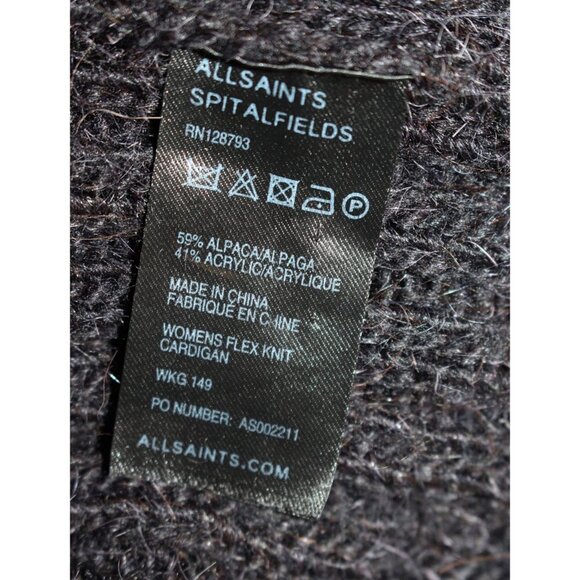 ALLSAINTS
SPITALFIELDS
RN128793
P
59% ALPACA/ALPAGA
41% ACRYLIC/ACRYLIQUE
MADE IN CHINA
FABRIQUÉ EN CHINE
WOMENS FLEX KNIT
CARDIGAN
WKG 149
PO NUMBER: AS002211
ALLSAINTS.COM